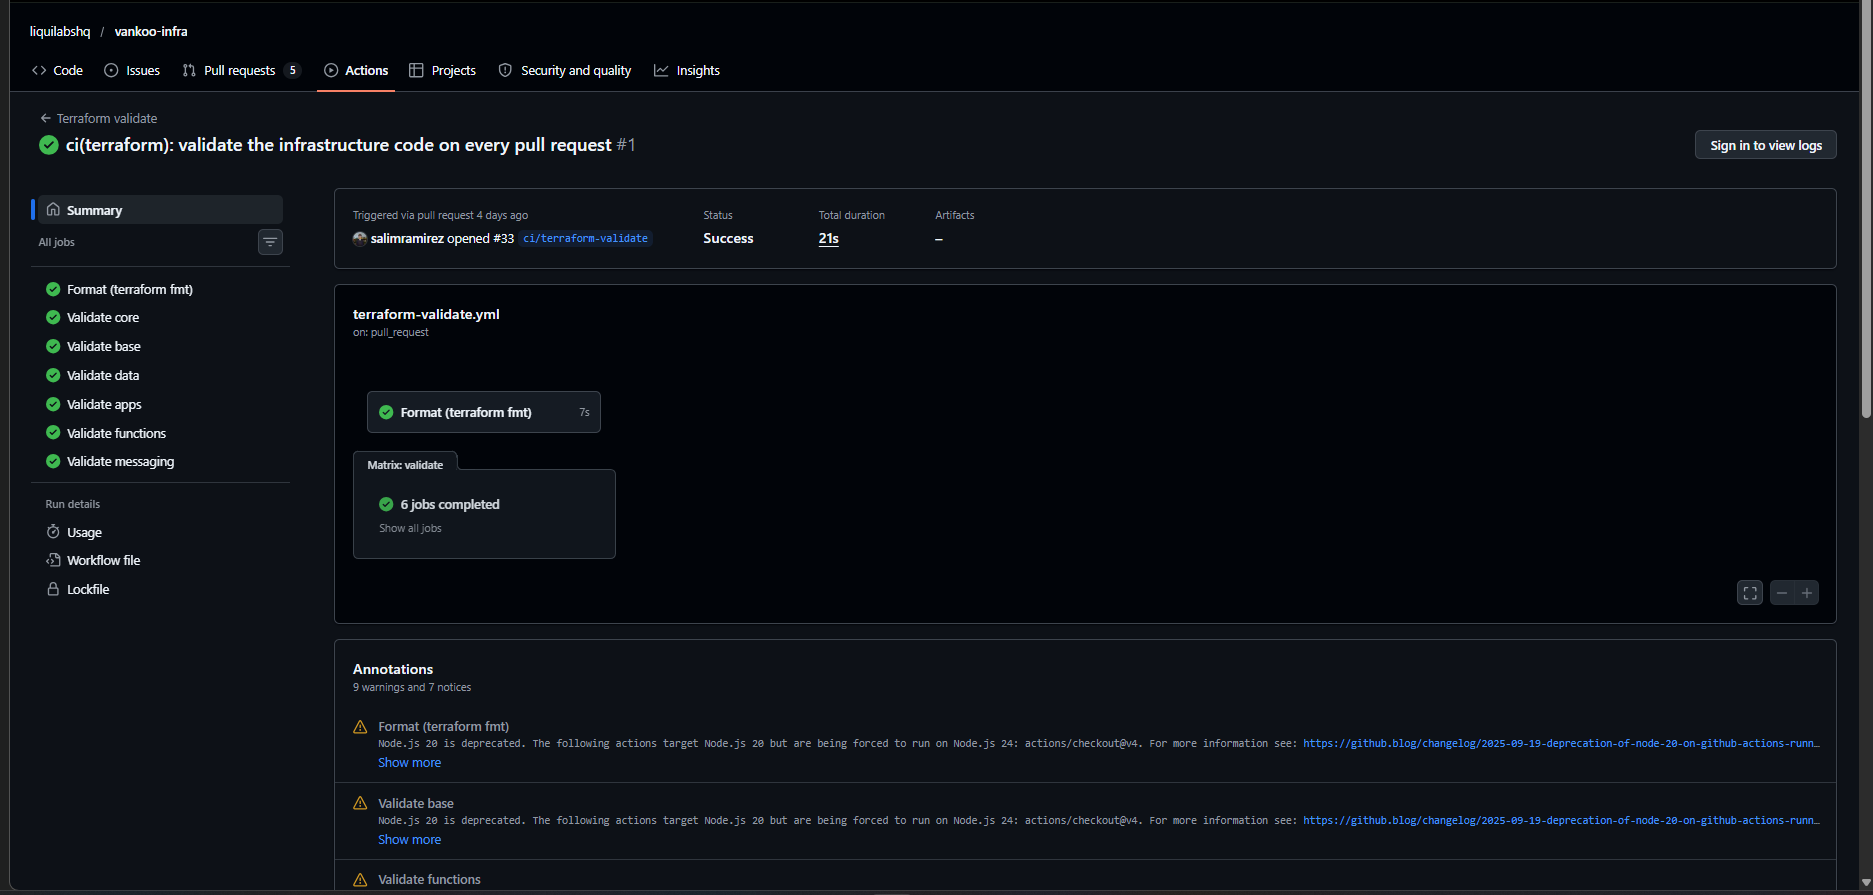 liquilabshq / vankoo-infra
Code Issues Pull requests 5 Actions Projects Security and quality Insights
Terraform validate
ci(terraform): validate the infrastructure code on every pull request #1
Sign in to view logs
Summary
All jobs
Format (terraform fmt)
Validate core
Validate base
Validate data
Validate apps
Validate functions
Validate messaging
Run details
Usage
Workflow file
Lockfile
Triggered via pull request 4 days ago
salimramirez opened #33 ci/terraform-validate
Status
Success
Total duration
21s
Artifacts
–
terraform-validate.yml
on: pull_request
Format (terraform fmt) 7s
Matrix: validate
6 jobs completed
Show all jobs
Annotations
9 warnings and 7 notices
Format (terraform fmt)
Node.js 20 is deprecated. The following actions target Node.js 20 but are being forced to run on Node.js 24: actions/checkout@v4. For more information see: https://github.blog/changelog/2025-09-19-deprecation-of-node-20-on-github-actions-runn…
Show more
Validate base
Node.js 20 is deprecated. The following actions target Node.js 20 but are being forced to run on Node.js 24: actions/checkout@v4. For more information see: https://github.blog/changelog/2025-09-19-deprecation-of-node-20-on-github-actions-runn…
Show more
Validate functions